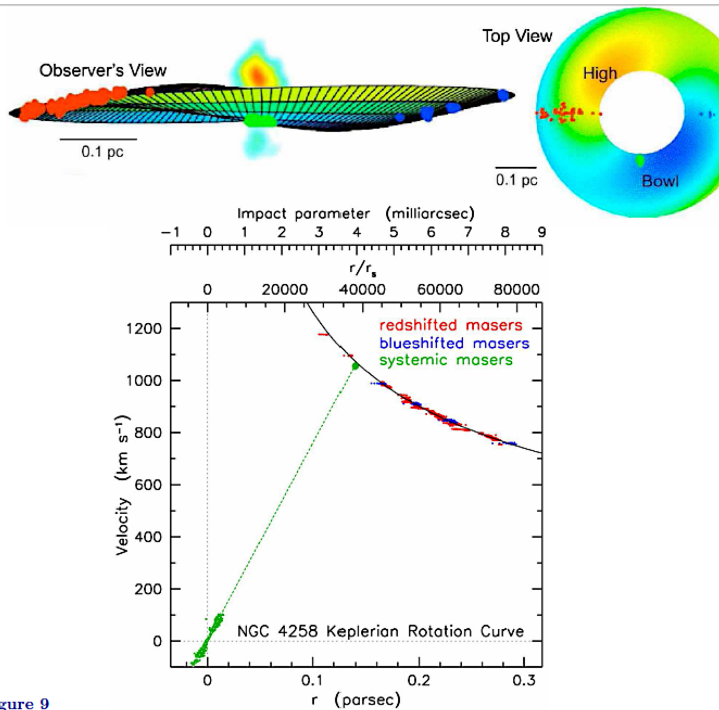 Observer's View
0.1 pc
Top View
High
0.1 pc
Bowl
Impact parameter (milliarcsec)
-1 0 1 2 3 4 5 6 7 8 9
r/rs
0 20000 40000 60000 80000
redshifted masers
blueshifted masers
systemic masers
1200
1000
800
600
400
200
0
Velocity (km s⁻¹)
NGC 4258 Keplerian Rotation Curve
0 0.1 0.2 0.3
r (parsec)
gure 9